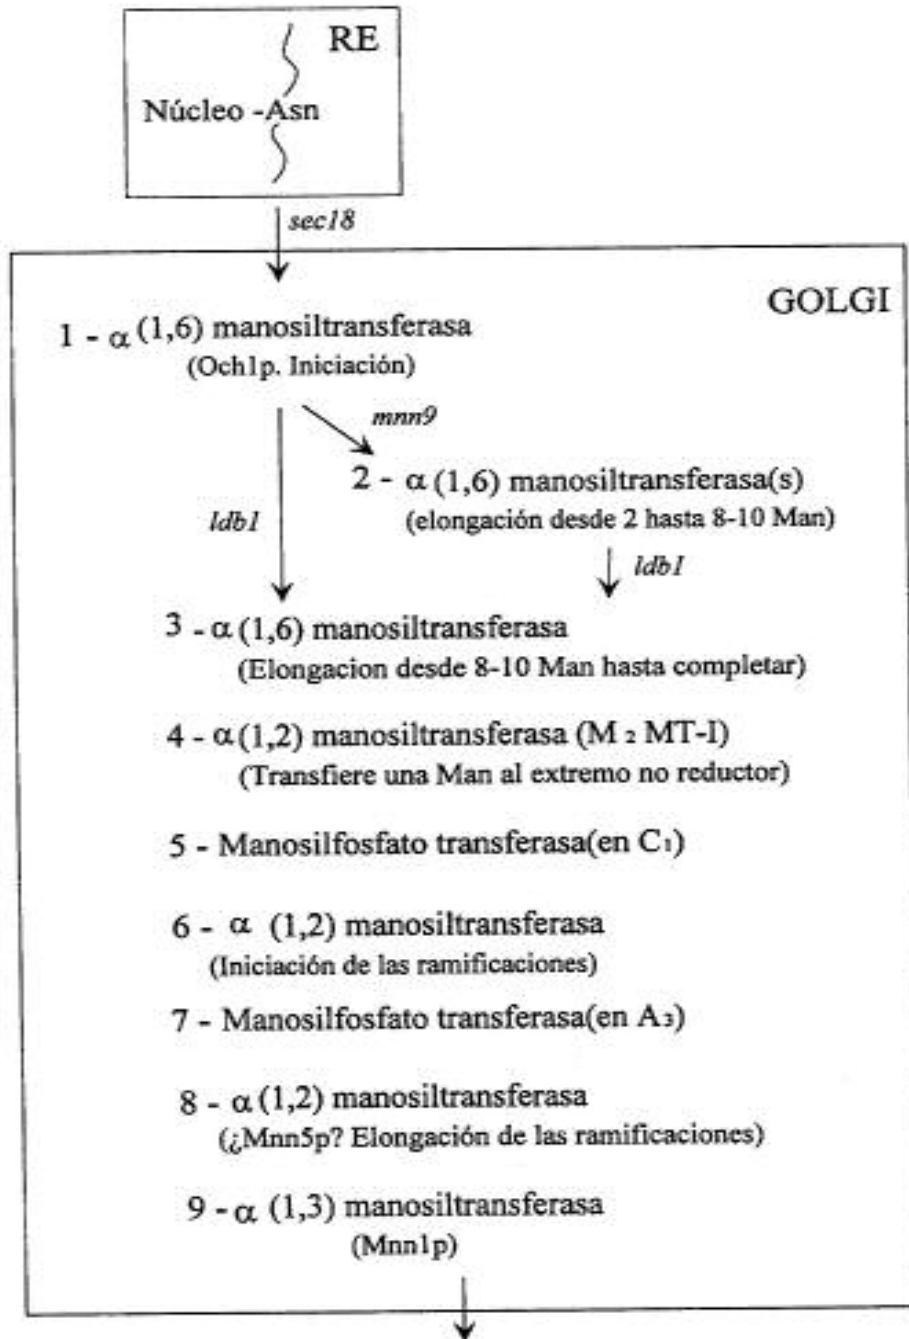 RE
Núcleo -Asn
sec18
GOLGI
1 - α (1,6) manosiltransferasa
(Och1p. Iniciación)
mnn9
2 - α (1,6) manosiltransferasa(s)
(elongación desde 2 hasta 8-10 Man)
ldb1
ldb1
3 - α (1,6) manosiltransferasa
(Elongacion desde 8-10 Man hasta completar)
4 - α (1,2) manosiltransferasa (M ₂ MT-I)
(Transfiere una Man al extremo no reductor)
5 - Manosilfosfato transferasa(en C₁)
6 - α (1,2) manosiltransferasa
(Iniciación de las ramificaciones)
7 - Manosilfosfato transferasa(en A₃)
8 - α (1,2) manosiltransferasa
(¿Mnn5p? Elongación de las ramificaciones)
9 - α (1,3) manosiltransferasa
(Mnn1p)